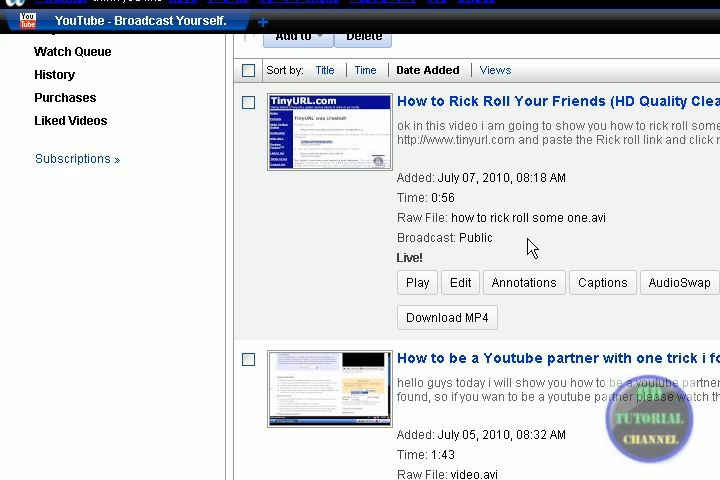 YouTube - Broadcast Yourself.
Watch Queue
History
Purchases
Liked Videos
Subscriptions »
Add to
Delete
Sort by: Title Time Date Added Views
TinyURL.com
TinyURL was created!
How to Rick Roll Your Friends (HD Quality Clea
ok in this video i am going to show you how to rick roll some
http://www.tinyurl.com and paste the Rick roll link and click
Added: July 07, 2010, 08:18 AM
Time: 0:56
Raw File: how to rick roll some one.avi
Broadcast: Public
Live!
Play Edit Annotations Captions AudioSwap
Download MP4
How to be a Youtube partner with one trick i fo
hello guys today i will show you how to be a youtube partner
found, so if you wan to be a youtube partner please watch th
Added: July 05, 2010, 08:32 AM
Time: 1:43
Raw File: video.avi
TUTORIAL
CHANNEL